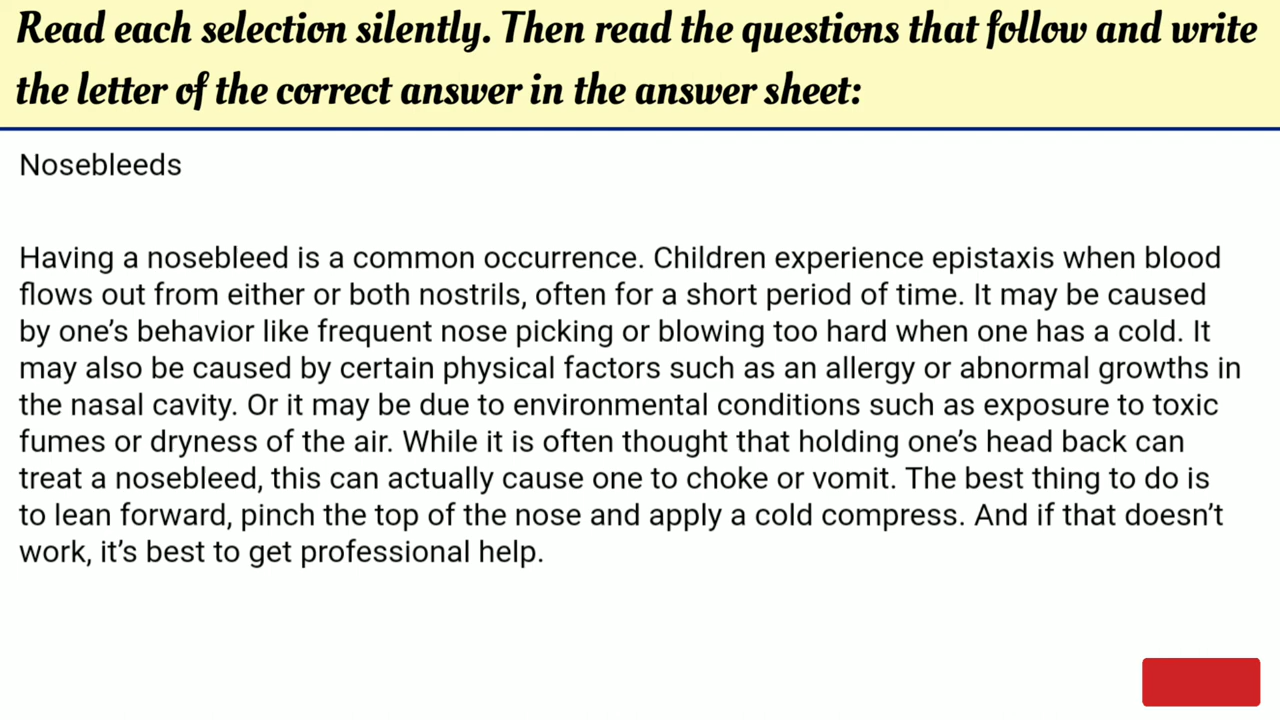 Read each selection silently. Then read the questions that follow and write
the letter of the correct answer in the answer sheet:
Nosebleeds
Having a nosebleed is a common occurrence. Children experience epistaxis when blood
flows out from either or both nostrils, often for a short period of time. It may be caused
by one’s behavior like frequent nose picking or blowing too hard when one has a cold. It
may also be caused by certain physical factors such as an allergy or abnormal growths in
the nasal cavity. Or it may be due to environmental conditions such as exposure to toxic
fumes or dryness of the air. While it is often thought that holding one’s head back can
treat a nosebleed, this can actually cause one to choke or vomit. The best thing to do is
to lean forward, pinch the top of the nose and apply a cold compress. And if that doesn’t
work, it’s best to get professional help.